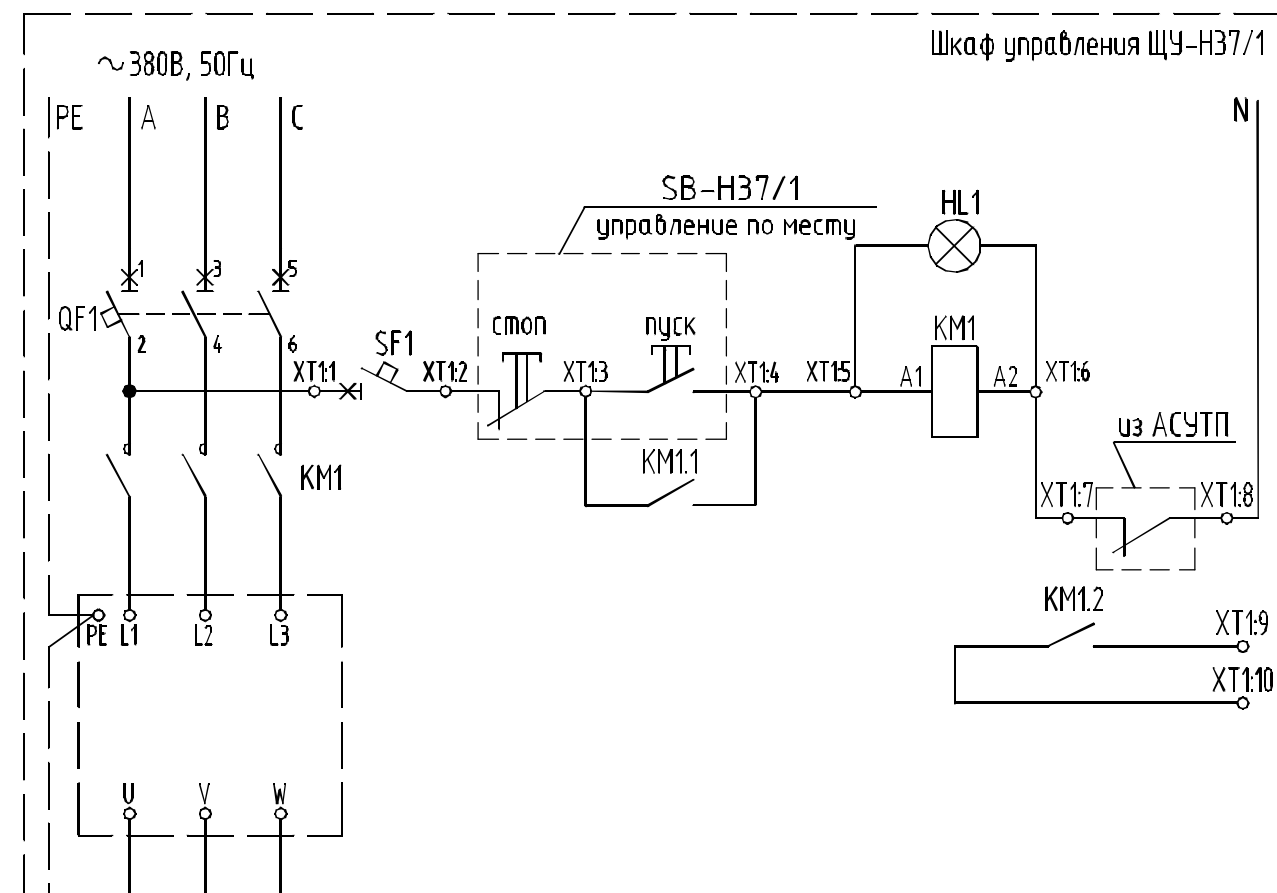 Шкаф управления ЩУ-Н37/1
~ 380В, 50Гц
PE A B C
N
SB-Н37/1
управление по месту
HL1
1 3 5
QF1
2 4 6
SF1
стоп
пуск
KM1
XT1:1 XT1:2 XT1:3 XT1:4 XT1:5 A1 A2 XT1:6
из АСУТП
KM1.1
KM1
XT1:7 XT1:8
KM1.2
XT1:9
PE L1 L2 L3
XT1:10
U V W